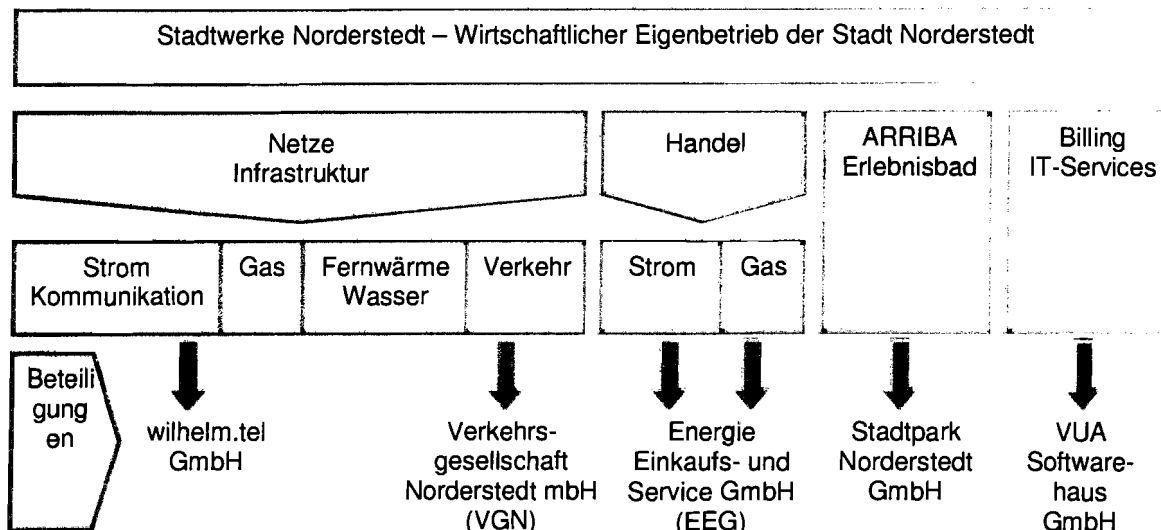 Stadtwerke Norderstedt – Wirtschaftlicher Eigenbetrieb der Stadt Norderstedt
Netze
Infrastruktur
Handel
ARRIBA
Erlebnisbad
Billing
IT-Services
Strom
Kommunikation
Gas
Fernwärme
Wasser
Verkehr
Strom
Gas
Beteili
gung
en
wilhelm.tel
GmbH
Verkehrs-
gesellschaft
Norderstedt mbH
(VGN)
Energie
Einkaufs- und
Service GmbH
(EEG)
Stadtpark
Norderstedt
GmbH
VUA
Software-
haus
GmbH